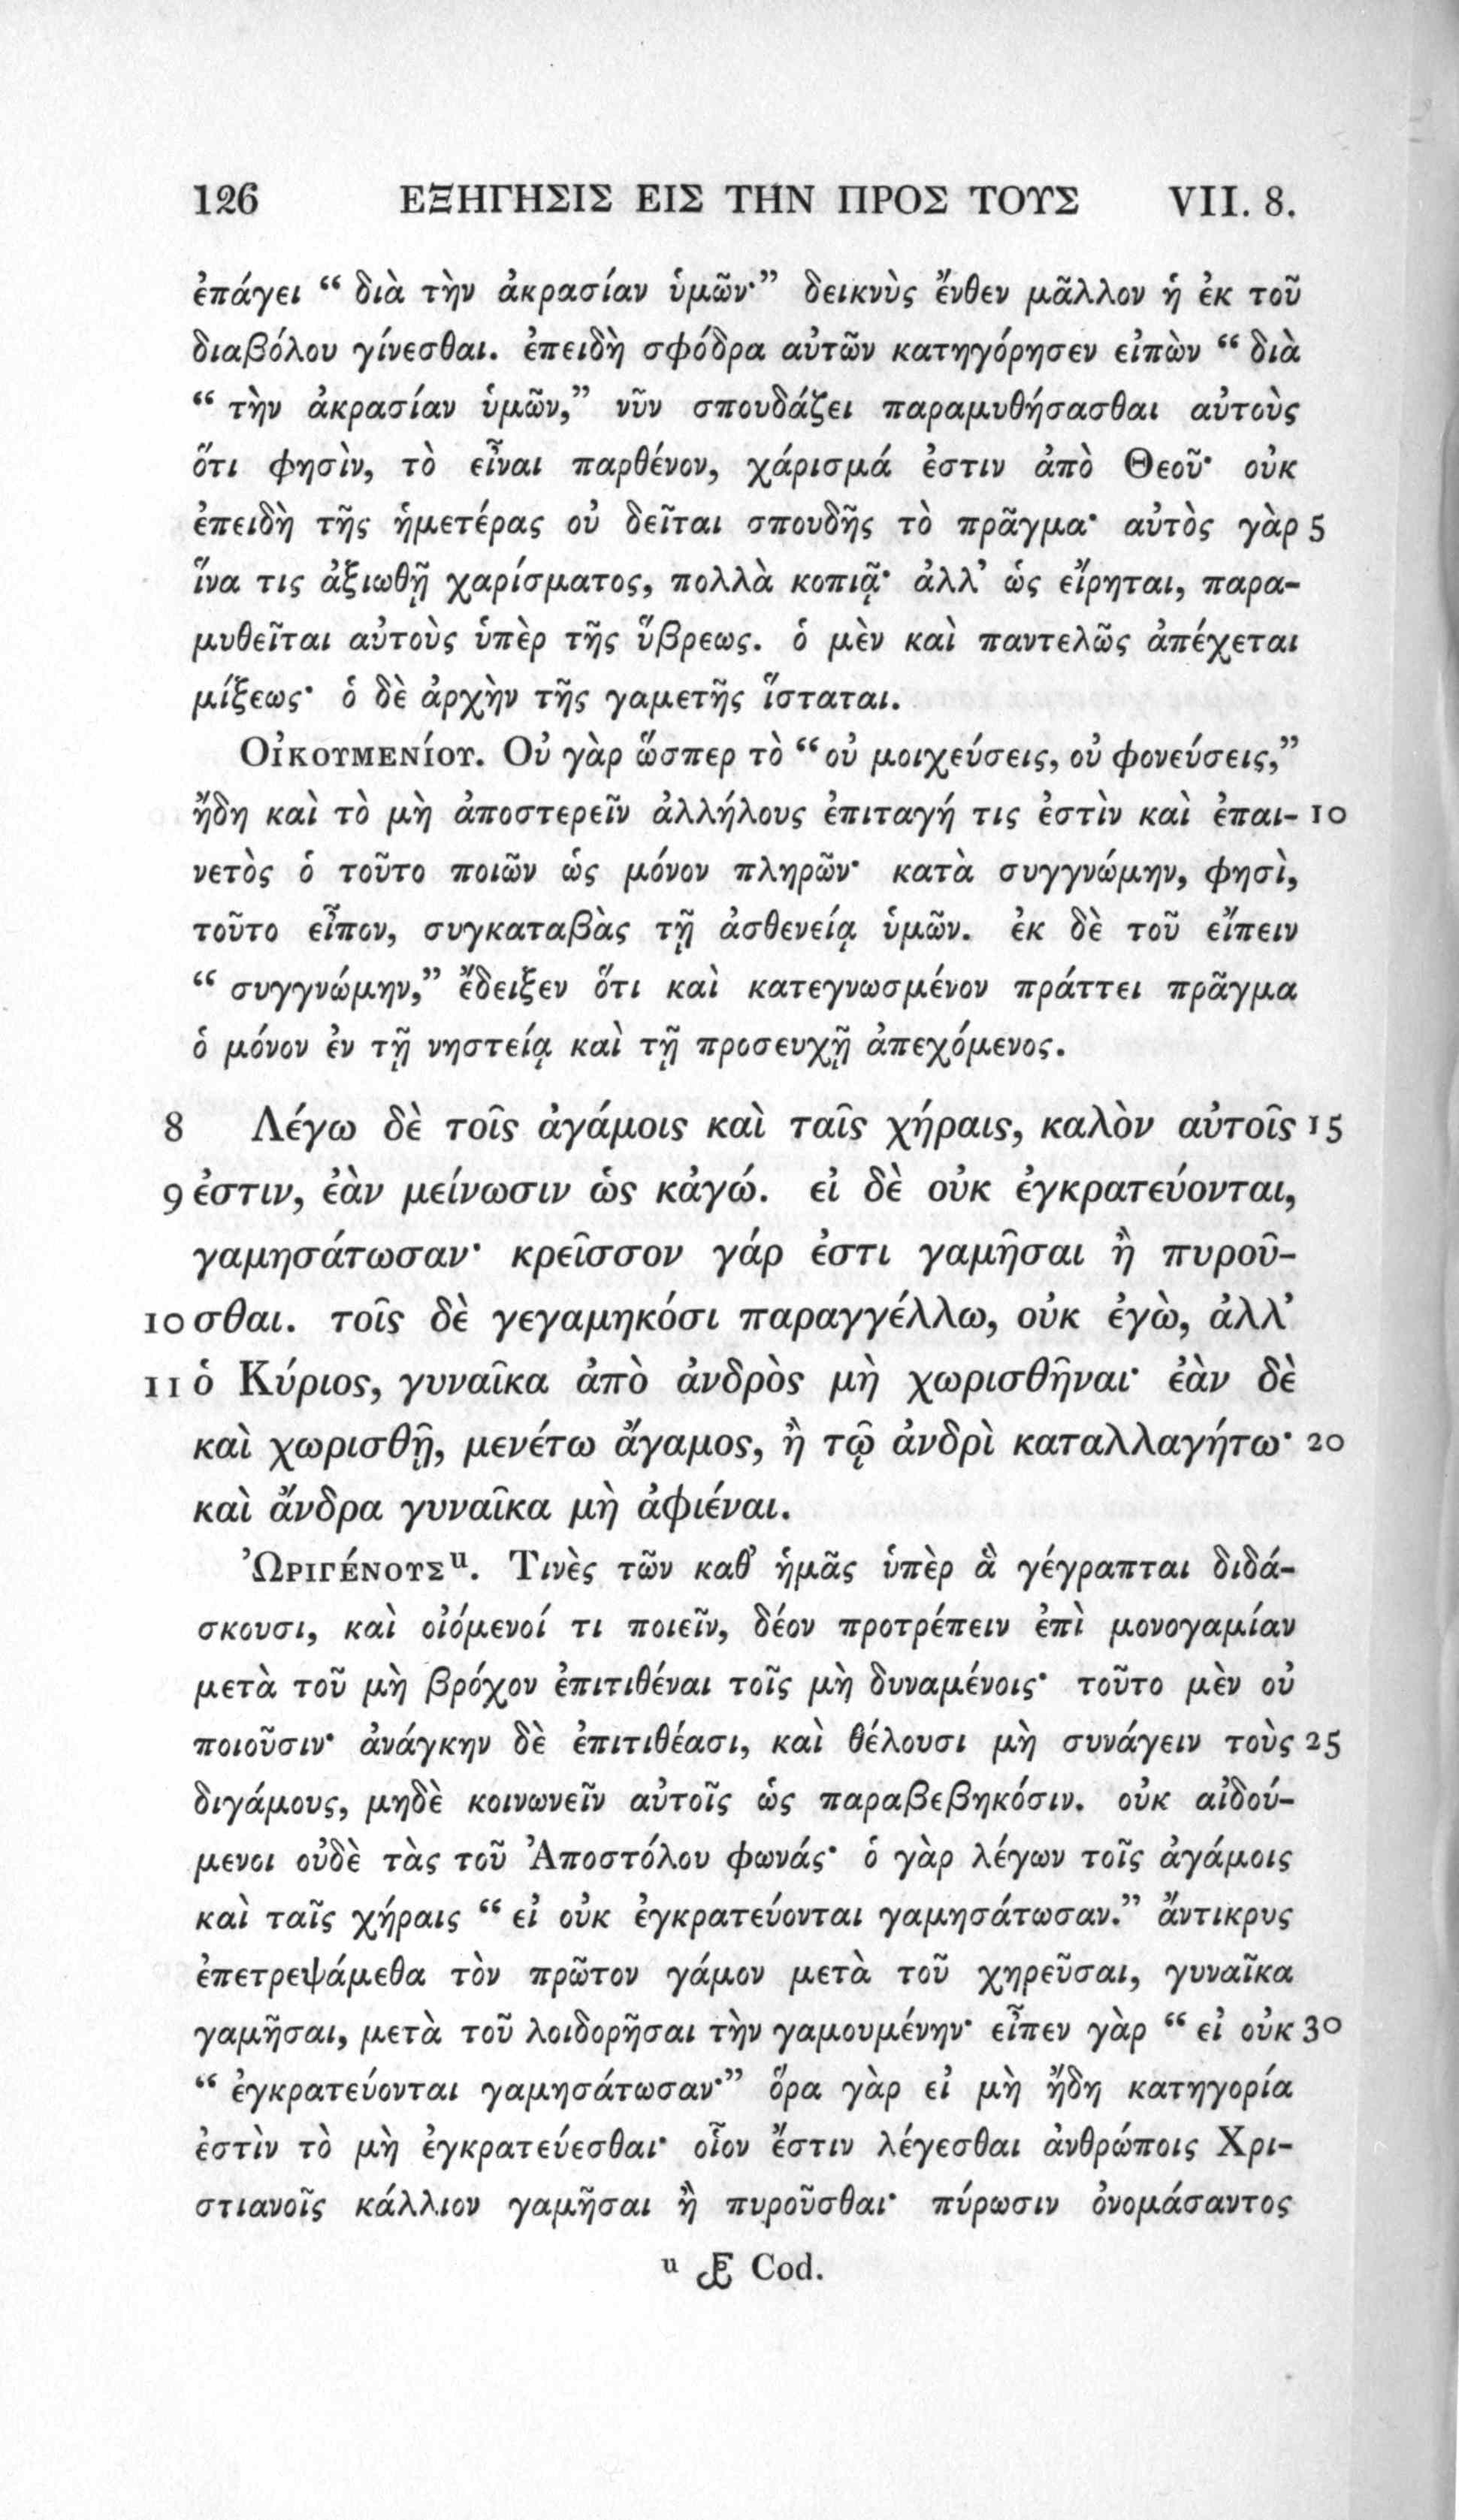 126 ΕΞΗΓΗΣΙΣ ΕΙΣ ΤΗΝ ΠΡΟΣ ΤΟΥΣ VII. 8.
ἐπάγει “ διὰ τὴν ἀκρασίαν ὑμῶν·” δεικνὺς ἔνθεν μᾶλλον ἡ ἐκ τοῦ
διαβόλου γίνεσθαι. ἐπειδὴ σφόδρα αὐτῶν κατηγόρησεν εἰπὼν “ διὰ
“ τὴν ἀκρασίαν ὑμῶν,” νῦν σπουδάζει παραμυθήσασθαι αὐτοὺς
ὅτι φησὶν, τὸ εἶναι παρθένον, χάρισμά ἐστιν ἀπὸ Θεοῦ· οὐκ
ἐπειδὴ τῆς ἡμετέρας οὐ δεῖται σπουδῆς τὸ πρᾶγμα· αὐτὸς γὰρ 5
ἵνα τις ἀξιωθῇ χαρίσματος, πολλὰ κοπιᾷ· ἀλλ’ ὡς εἴρηται, παρα-
μυθεῖται αὐτοὺς ὑπὲρ τῆς ὕβρεως. ὁ μὲν καὶ παντελῶς ἀπέχεται
μίξεως· ὁ δὲ ἀρχὴν τῆς γαμετῆς ἵσταται.
ΟἰΚΟΥΜΕΝίΟΥ. Οὐ γὰρ ὥσπερ τὸ “ οὐ μοιχεύσεις, οὐ φονεύσεις,”
ἤδη καὶ τὸ μὴ ἀποστερεῖν ἀλλήλους ἐπιταγή τις ἐστὶν καὶ ἐπαι- 10
νετὸς ὁ τοῦτο ποιῶν ὡς μόνον πληρῶν· κατὰ συγγνώμην, φησὶ,
τοῦτο εἶπον, συγκαταβὰς τῇ ἀσθενείᾳ ὑμῶν. ἐκ δὲ τοῦ εἴπειν
“ συγγνώμην,” ἔδειξεν ὅτι καὶ κατεγνωσμένον πράττει πρᾶγμα
ὁ μόνον ἐν τῇ νηστείᾳ καὶ τῇ προσευχῇ ἀπεχόμενος.
8 Λέγω δὲ τοῖς ἀγάμοις καὶ ταῖς χήραις, καλὸν αὐτοῖς 15
9 ἐστιν, ἐὰν μείνωσιν ὡς κἀγώ. εἰ δὲ οὐκ ἐγκρατεύονται,
γαμησάτωσαν· κρεῖσσον γάρ ἐστι γαμῆσαι ἢ πυροῦ-
10 σθαι. τοῖς δὲ γεγαμηκόσι παραγγέλλω, οὐκ ἐγὼ, ἀλλ’
11 ὁ Κύριος, γυναῖκα ἀπὸ ἀνδρὸς μὴ χωρισθῆναι· ἐὰν δὲ
καὶ χωρισθῇ, μενέτω ἄγαμος, ἢ τῷ ἀνδρὶ καταλλαγήτω· 20
καὶ ἄνδρα γυναῖκα μὴ ἀφιέναι.
ὨΡΙΓέΝΟΥΣ u. Τινὲς τῶν καθ’ ἡμᾶς ὑπὲρ ἃ γέγραπται διδά-
σκουσι, καὶ οἰόμενοί τι ποιεῖν, δέον προτρέπειν ἐπὶ μονογαμίαν
μετὰ τοῦ μὴ βρόχον ἐπιτιθέναι τοῖς μὴ δυναμένοις· τοῦτο μὲν οὐ
ποιοῦσιν· ἀνάγκην δὲ ἐπιτιθέασι, καὶ θέλουσι μὴ συνάγειν τοὺς 25
διγάμους, μηδὲ κοινωνεῖν αὐτοῖς ὡς παραβεβηκόσιν. οὐκ αἰδού-
μενοι οὐδὲ τὰς τοῦ Ἀποστόλου φωνάς· ὁ γὰρ λέγων τοῖς ἀγάμοις
καὶ ταῖς χήραις “ εἰ οὐκ ἐγκρατεύονται γαμησάτωσαν.” ἄντικρυς
ἐπετρεψάμεθα τὸν πρῶτον γάμον μετὰ τοῦ χηρεῦσαι, γυναῖκα
γαμῆσαι, μετὰ τοῦ λοιδορῆσαι τὴν γαμουμένην· εἶπεν γὰρ “ εἰ οὐκ 30
“ ἐγκρατεύονται γαμησάτωσαν·” ὅρα γὰρ εἰ μὴ ἤδη κατηγορία
ἐστὶν τὸ μὴ ἐγκρατεύεσθαι· οἷον ἔστιν λέγεσθαι ἀνθρώποις Χρι-
στιανοῖς κάλλιον γαμῆσαι ἢ πυροῦσθαι· πύρωσιν ὀνομάσαντος
u Cod.